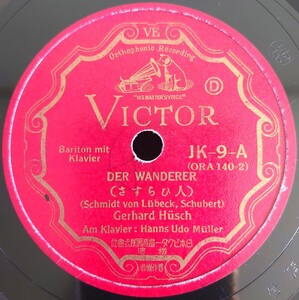 VE
Orthophonic Recording
"HIS MASTER'S VOICE"
D
VICTOR
Bariton mit
Klavier
JK-9-A
(ORA 140-2)
DER WANDERER
(さすらひ人)
(Schmidt von Lübeck, Schubert)
Gerhard Hüsch
Am Klavier: Hanns Udo Müller